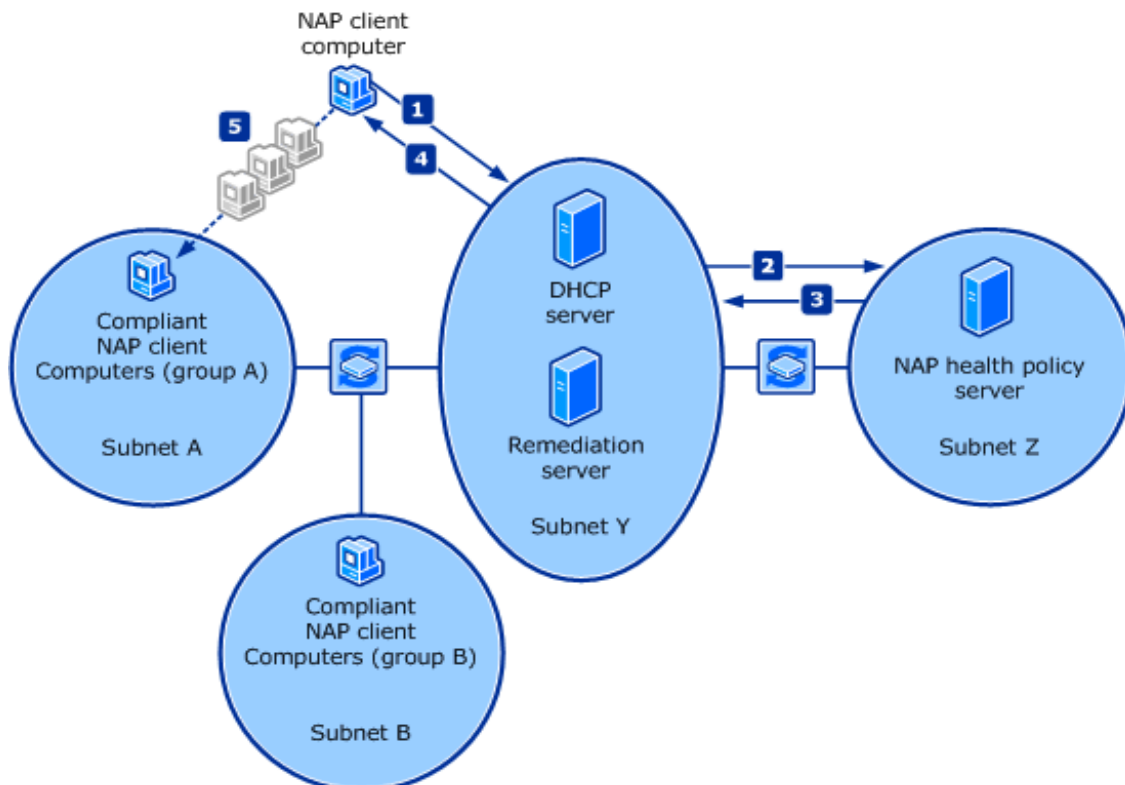 NAP client
computer
1
5
4
2
DHCP
server
3
Compliant
NAP client
Computers (group A)
NAP health policy
server
Remediation
server
Subnet A
Subnet Z
Subnet Y
Compliant
NAP client
Computers (group B)
Subnet B